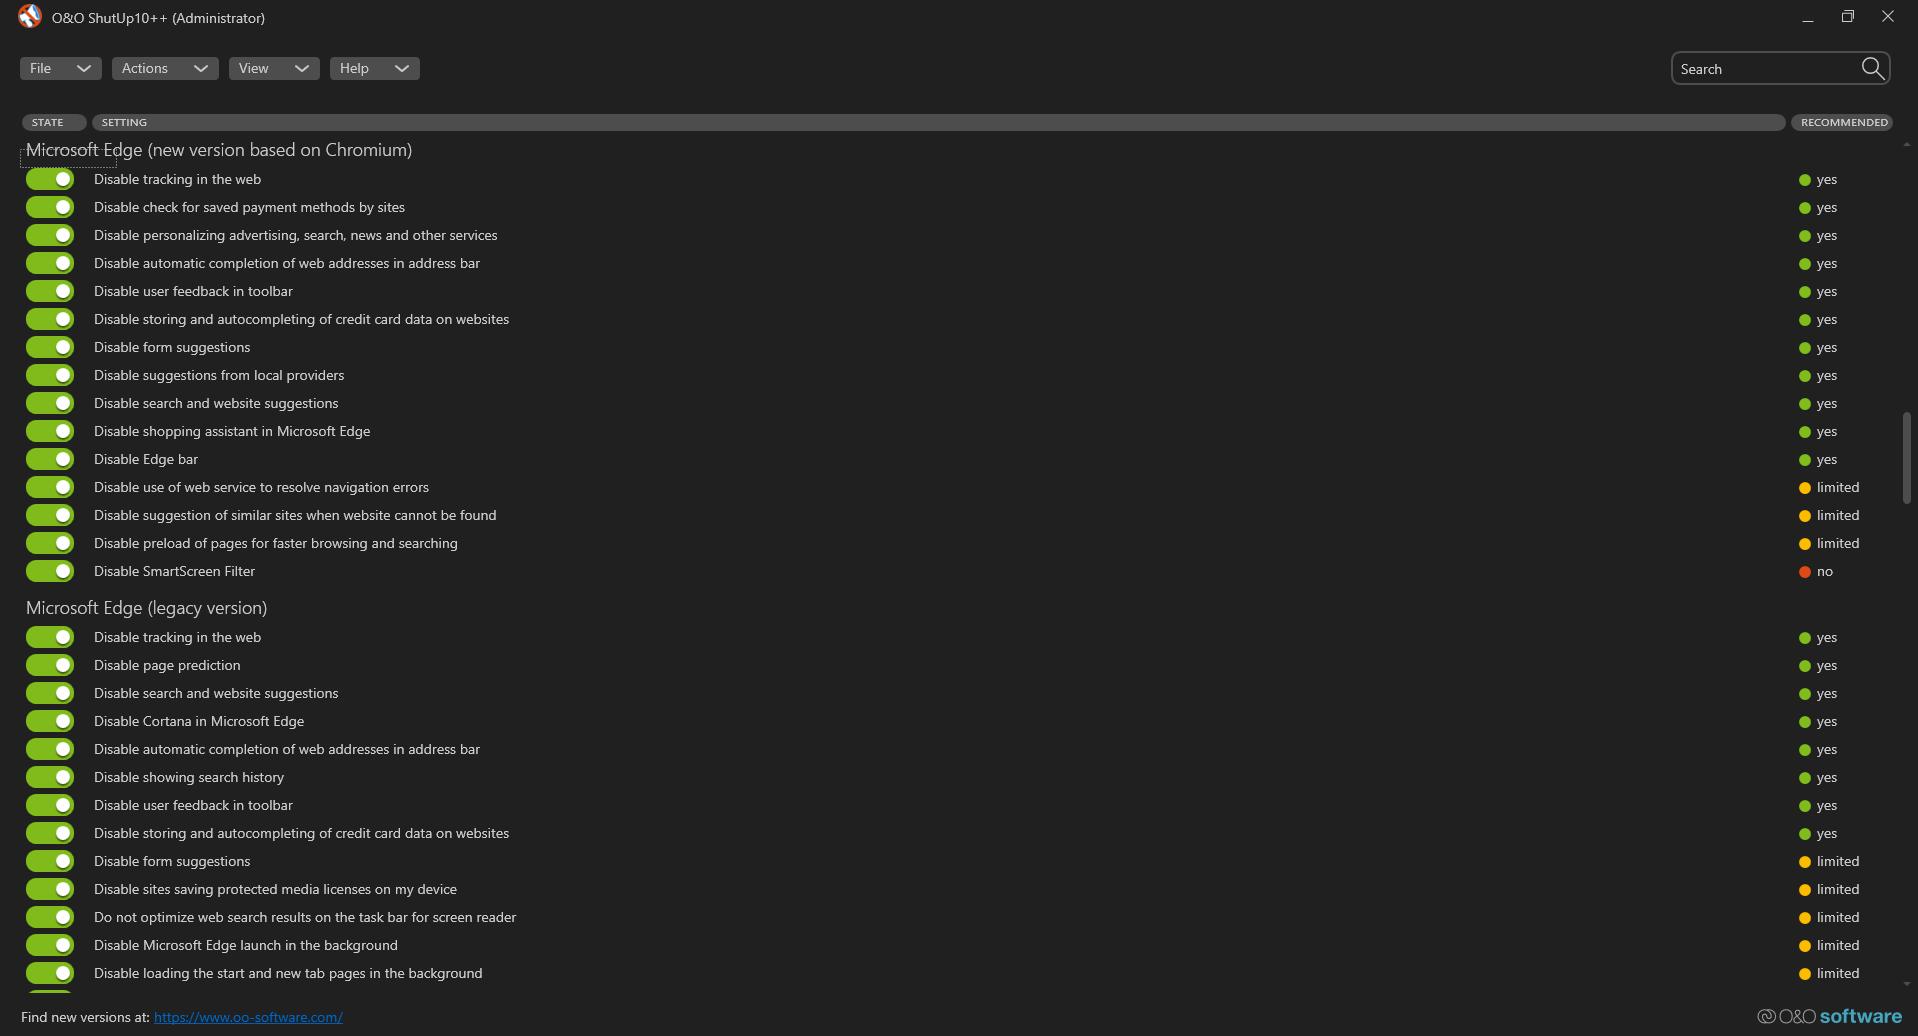 O&O ShutUp10++ (Administrator)
File Actions View Help Search
STATE SETTING RECOMMENDED
Microsoft Edge (new version based on Chromium)
Disable tracking in the web yes
Disable check for saved payment methods by sites yes
Disable personalizing advertising, search, news and other services yes
Disable automatic completion of web addresses in address bar yes
Disable user feedback in toolbar yes
Disable storing and autocompleting of credit card data on websites yes
Disable form suggestions yes
Disable suggestions from local providers yes
Disable search and website suggestions yes
Disable shopping assistant in Microsoft Edge yes
Disable Edge bar yes
Disable use of web service to resolve navigation errors limited
Disable suggestion of similar sites when website cannot be found limited
Disable preload of pages for faster browsing and searching limited
Disable SmartScreen Filter no
Microsoft Edge (legacy version)
Disable tracking in the web yes
Disable page prediction yes
Disable search and website suggestions yes
Disable Cortana in Microsoft Edge yes
Disable automatic completion of web addresses in address bar yes
Disable showing search history yes
Disable user feedback in toolbar yes
Disable storing and autocompleting of credit card data on websites yes
Disable form suggestions limited
Disable sites saving protected media licenses on my device limited
Do not optimize web search results on the task bar for screen reader limited
Disable Microsoft Edge launch in the background limited
Disable loading the start and new tab pages in the background limited
Find new versions at: https://www.oo-software.com/ O&O software